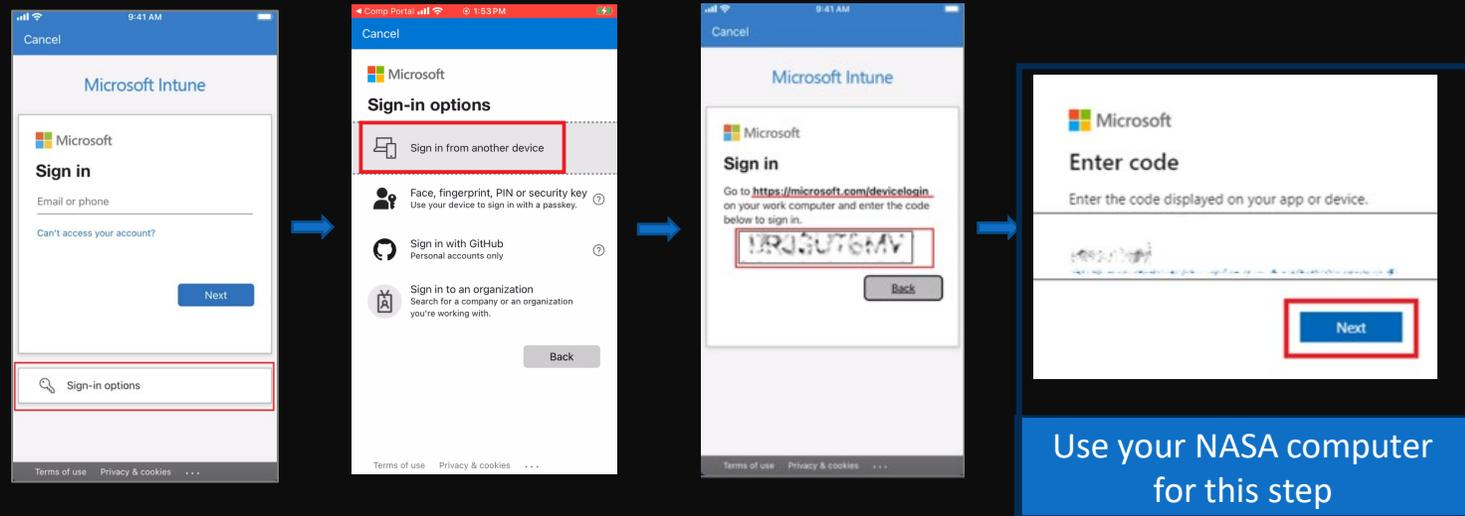 9:41 AM
Cancel
Microsoft Intune
Microsoft
Sign in
Email or phone
Can't access your account?
Next
Sign-in options
Terms of use Privacy & cookies ...
Comp Portal 1:53 PM
Cancel
Microsoft
Sign-in options
Sign in from another device
Face, fingerprint, PIN or security key
Use your device to sign in with a passkey.
Sign in with GitHub
Personal accounts only
Sign in to an organization
Search for a company or an organization
you're working with.
Back
Terms of use Privacy & cookies ...
9:41 AM
Cancel
Microsoft Intune
Microsoft
Sign in
Go to https://microsoft.com/devicelogin
on your work computer and enter the code
below to sign in.
Back
Terms of use Privacy & cookies ...
Microsoft
Enter code
Enter the code displayed on your app or device.
Next
Use your NASA computer
for this step